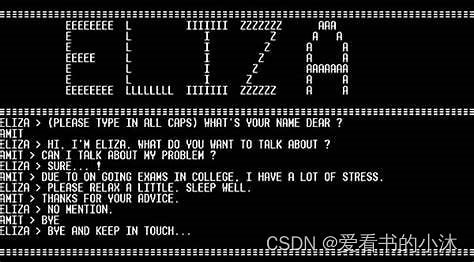 EEEEEEEE L IIIIIII ZZZZZZZ AAA
E L I Z A A
E L I Z A A
EEEEE L I Z A A
E L I Z AAAAAAA
E L I Z A A
EEEEEEEE LLLLLLLL IIIIIII ZZZZZZ A A
ELIZA > (PLEASE TYPE IN ALL CAPS) WHAT'S YOUR NAME DEAR ?
AMIT
ELIZA > HI, I'M ELIZA. WHAT DO YOU WANT TO TALK ABOUT ?
AMIT > CAN I TALK ABOUT MY PROBLEM ?
ELIZA > SURE... !
AMIT > DUE TO ON GOING EXAMS IN COLLEGE, I HAVE A LOT OF STRESS.
ELIZA > PLEASE RELAX A LITTLE. SLEEP WELL.
AMIT > THANKS FOR YOUR ADVICE.
ELIZA > NO MENTION.
AMIT > BYE
ELIZA > BYE AND KEEP IN TOUCH...
CSDN @爱看书的小沐